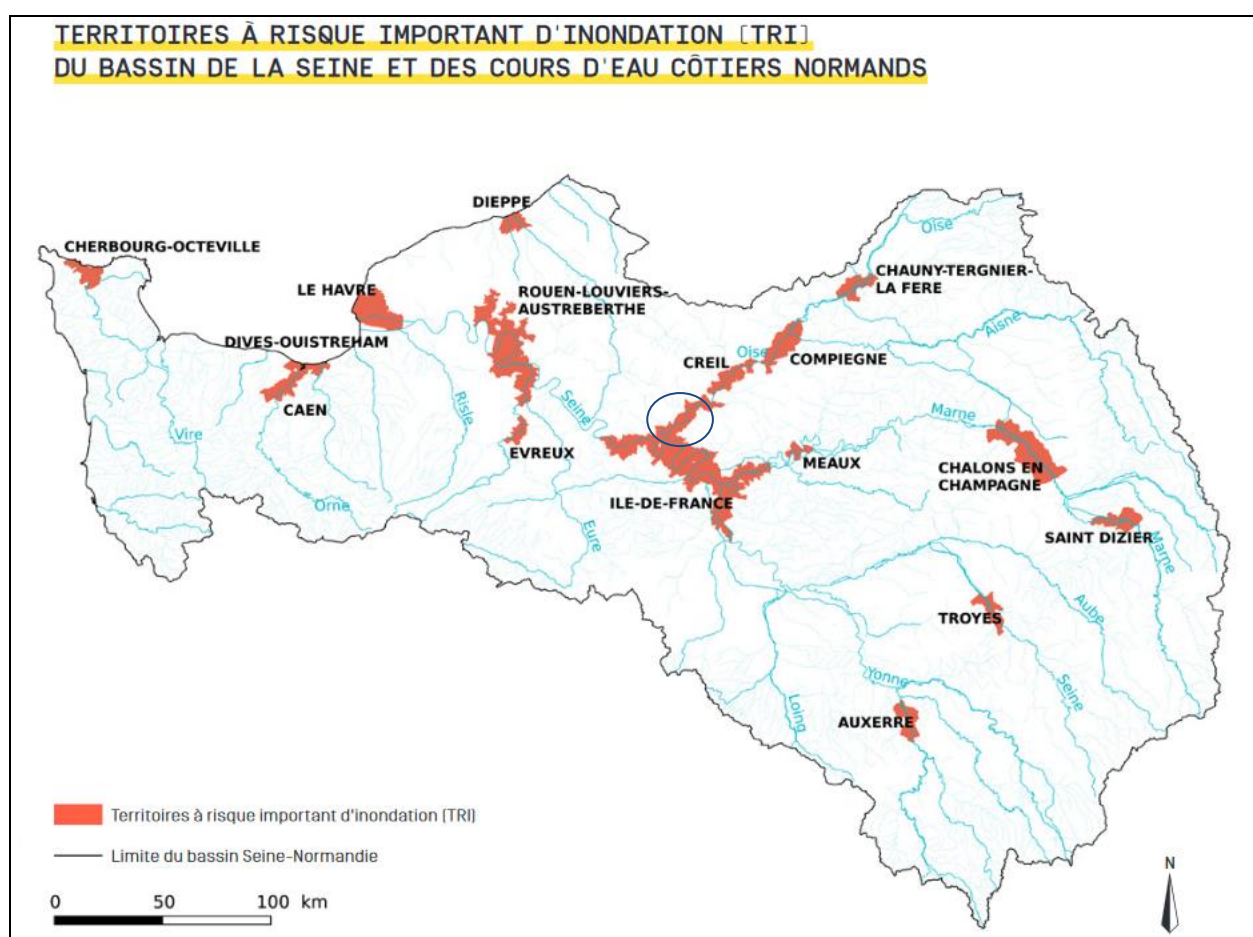 TERRITOIRES À RISQUE IMPORTANT D'INONDATION (TRI)
DU BASSIN DE LA SEINE ET DES COURS D'EAU CÔTIERS NORMANDS
DIEPPE
CHERBOURG-OCTEVILLE
Oise
CHAUNY-TERGNIER-
LA FERE
LE HAVRE
ROUEN-LOUVIERS-
AUSTREBERTHE
Aisne
DIVES-OUISTREHAM
Oise
COMPIEGNE
CREIL
CAEN
Risle
Seine
Marne
Vire
EVREUX
MEAUX
CHALONS EN
CHAMPAGNE
Orne
ILE-DE-FRANCE
Eure
SAINT DIZIER
Marne
Aube
TROYES
Yonne
Seine
Loing
AUXERRE
Territoires à risque important d'inondation (TRI)
Limite du bassin Seine-Normandie
N
0 50 100 km